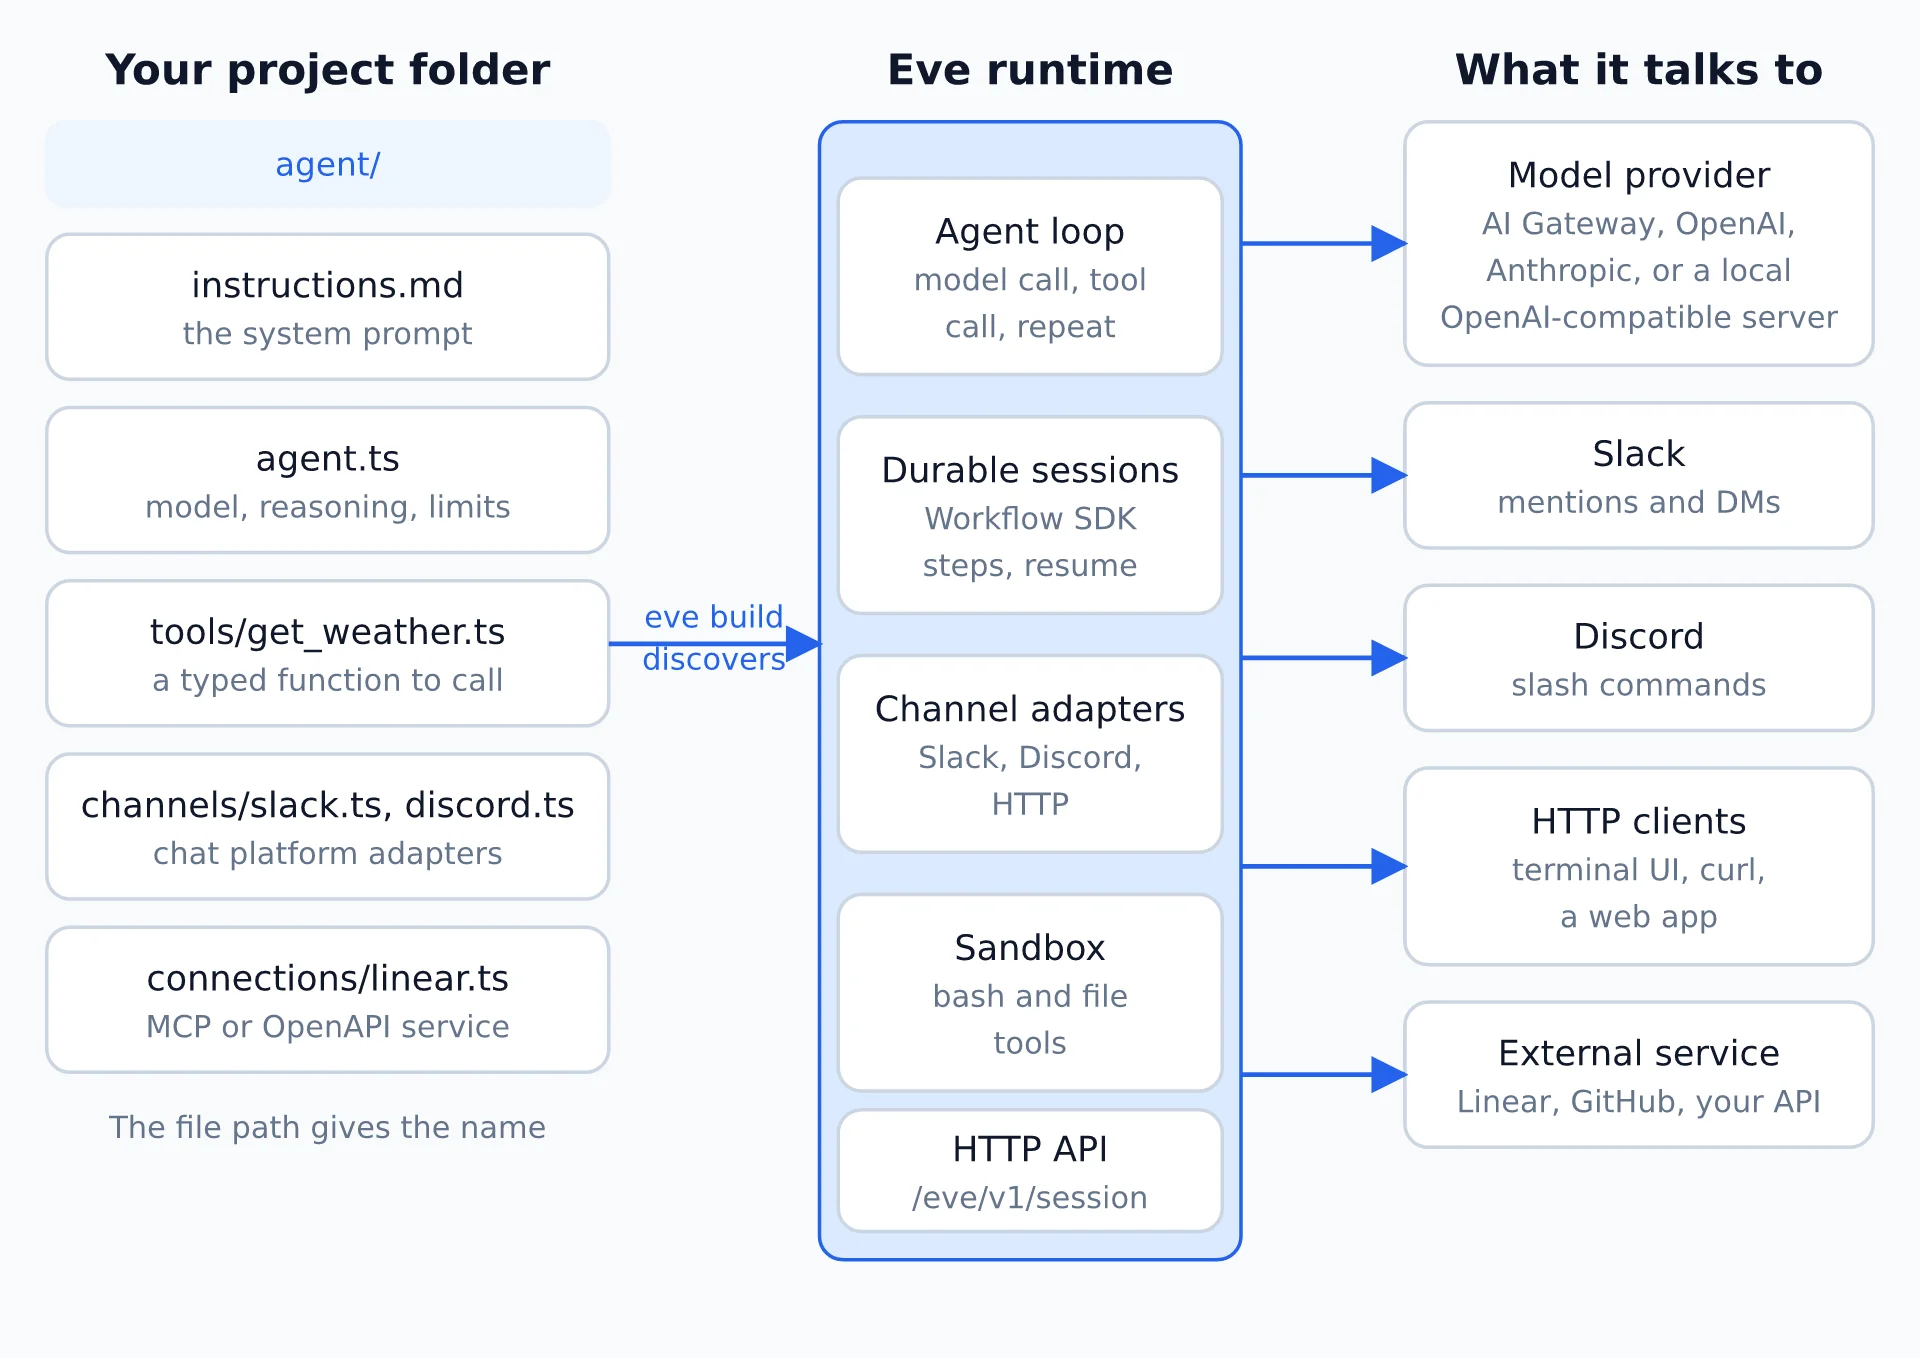 Your project folder
agent/
instructions.md
the system prompt
agent.ts
model, reasoning, limits
tools/get_weather.ts
a typed function to call
channels/slack.ts, discord.ts
chat platform adapters
connections/linear.ts
MCP or OpenAPI service
The file path gives the name
eve build
discovers
Eve runtime
Agent loop
model call, tool
call, repeat
Durable sessions
Workflow SDK
steps, resume
Channel adapters
Slack, Discord,
HTTP
Sandbox
bash and file
tools
HTTP API
/eve/v1/session
What it talks to
Model provider
AI Gateway, OpenAI,
Anthropic, or a local
OpenAI-compatible server
Slack
mentions and DMs
Discord
slash commands
HTTP clients
terminal UI, curl,
a web app
External service
Linear, GitHub, your API